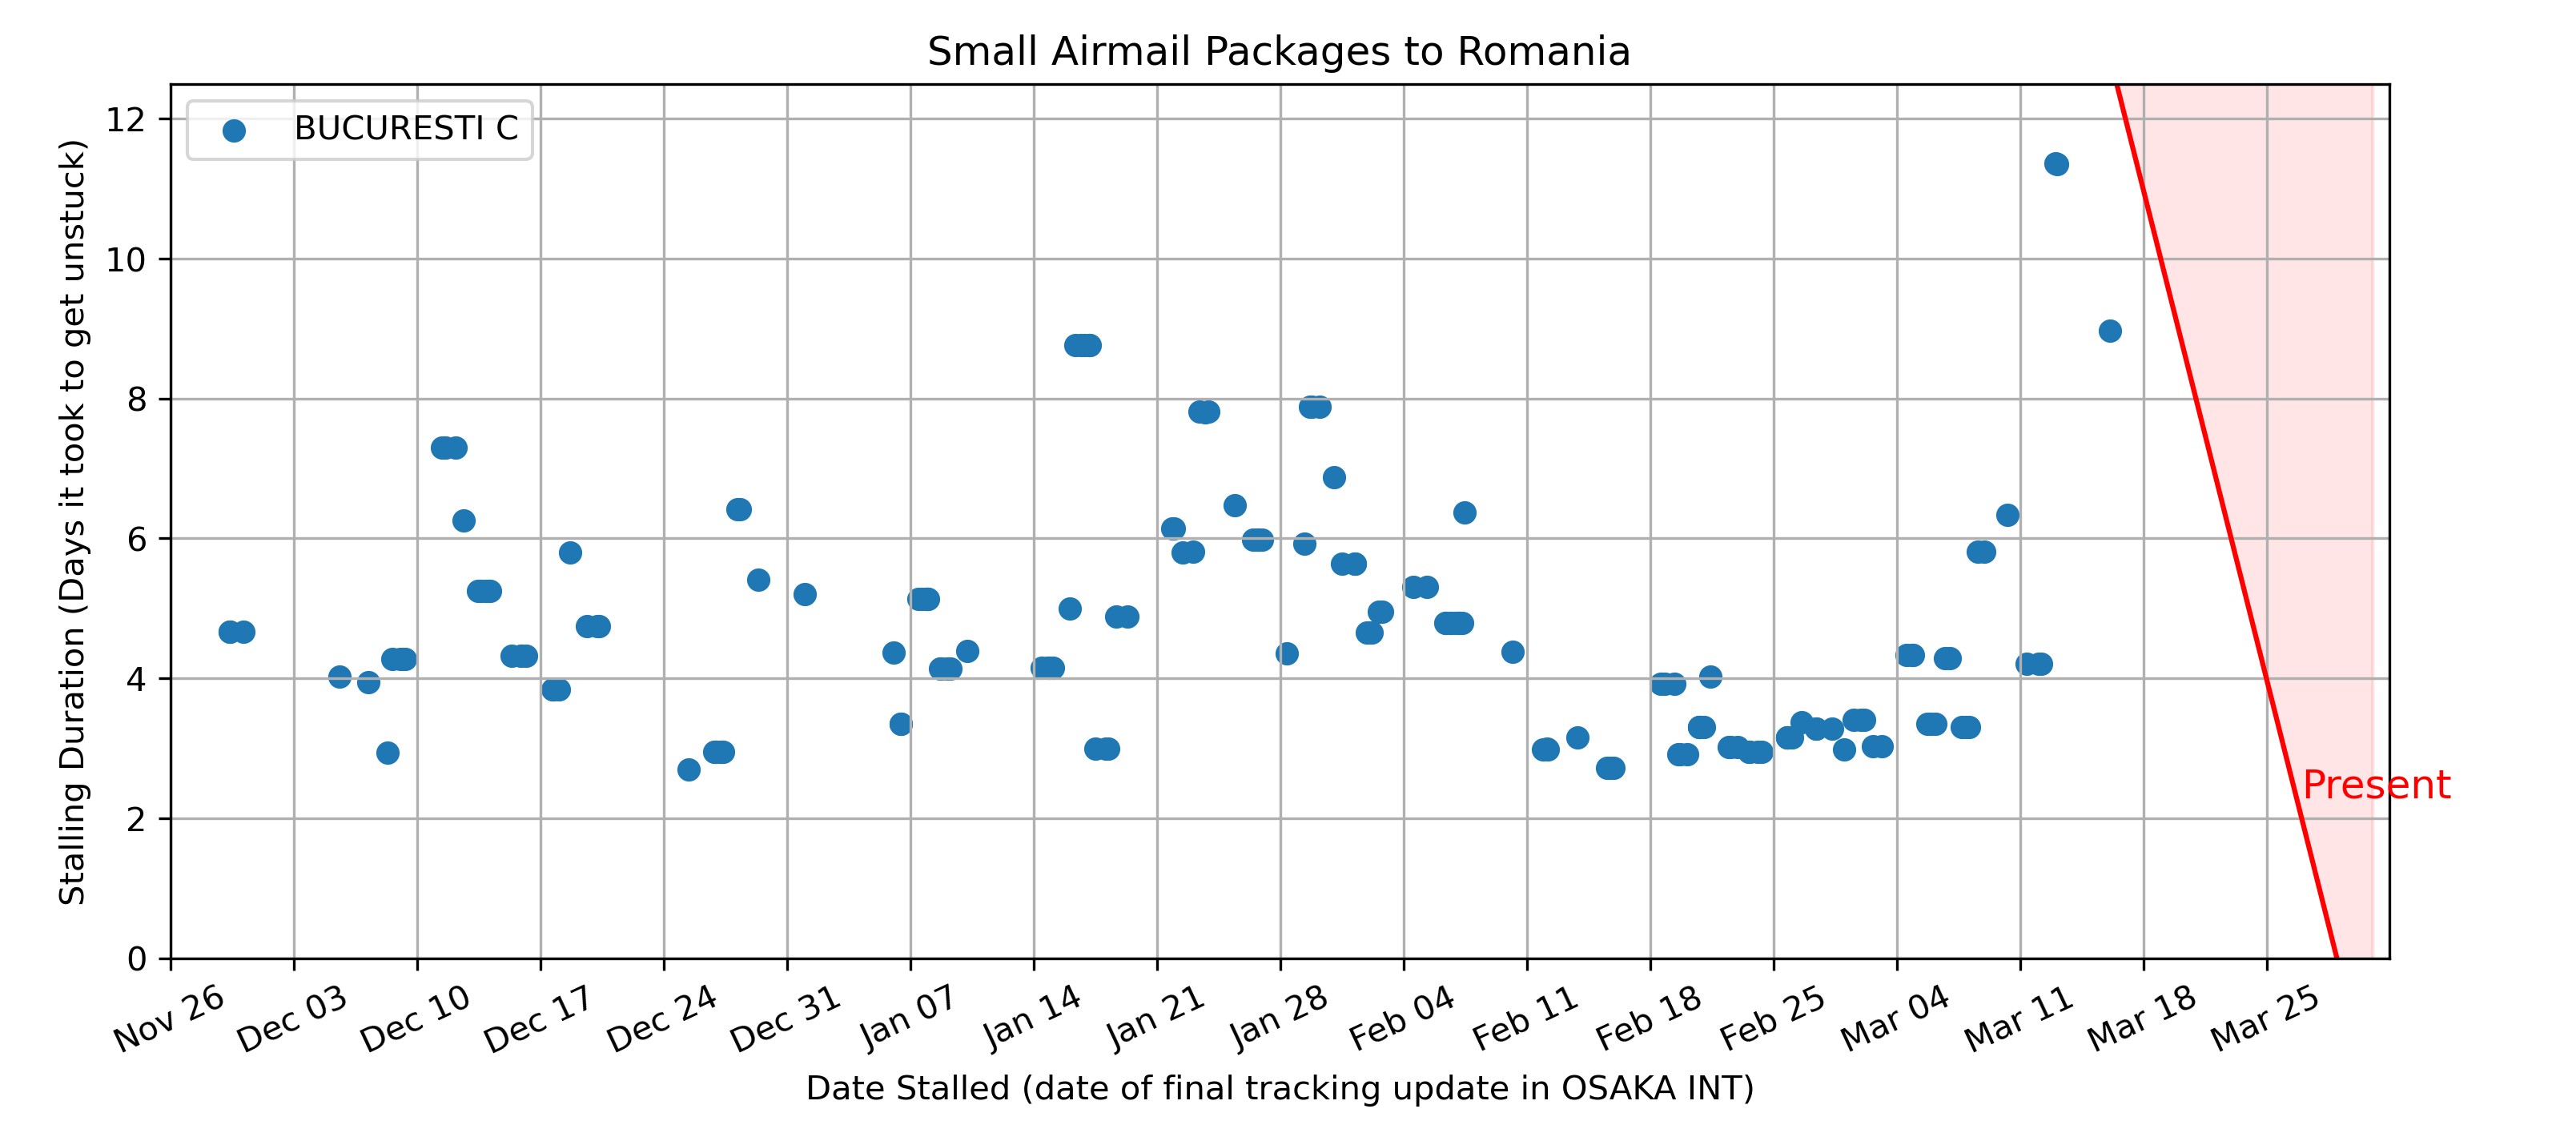 Small Airmail Packages to Romania
BUCURESTI C
Stalling Duration (Days it took to get unstuck)
12
10
8
6
4
2
0
Present
Nov 26
Dec 03
Dec 10
Dec 17
Dec 24
Dec 31
Jan 07
Jan 14
Jan 21
Jan 28
Feb 04
Feb 11
Feb 18
Feb 25
Mar 04
Mar 11
Mar 18
Mar 25
Date Stalled (date of final tracking update in OSAKA INT)